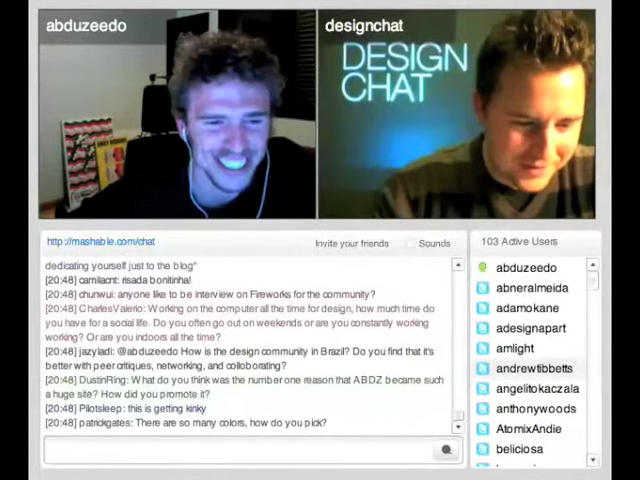 abduzeedo
designchat
DESIGN
CHAT
http://mashable.com/chat
Invite your friends
Sounds
103 Active Users
dedicating yourself just to the blog"
[20:48] camilacnt: risada bonitinha!
[20:48] chunwui: anyone like to be interview on Fireworks for the community?
[20:48] CharlesValerio: Working on the computer all the time for design, how much time do
you have for a social life. Do you often go out on weekends or are you constantly working
working? Or are you indoors all the time?
[20:48] jazyladi: @abduzeedo How is the design community in Brazil? Do you find that it's
better with peer critiques, networking, and colloborating?
[20:48] DustinRing: What do you think was the number one reason that ABDZ became such
a huge site? How did you promote it?
[20:48] Pilotsleep: this is getting kinky
[20:48] patrickgates: There are so many colors, how do you pick?
abduzeedo
abneralmeida
adamokane
adesignapart
amlight
andrewtibbetts
angelitokaczala
anthonywoods
AtomixAndie
beliciosa